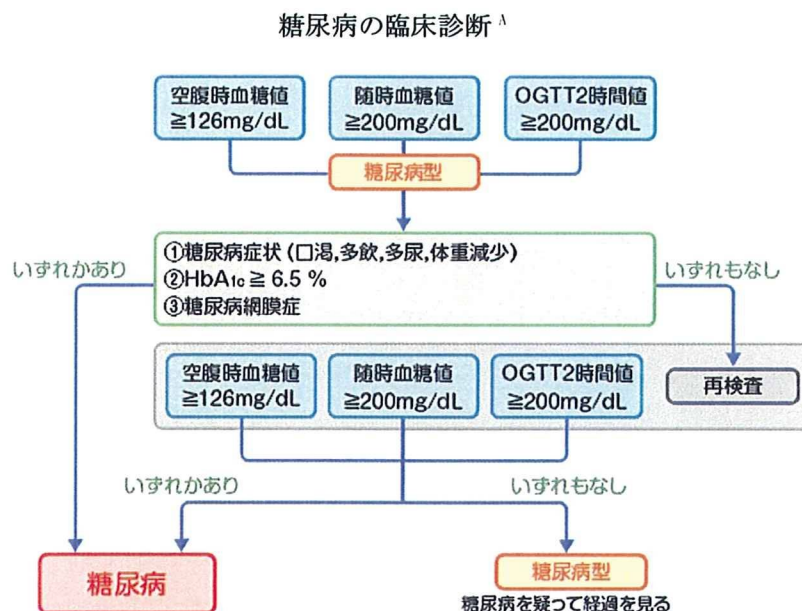 糖尿病の臨床診断 A
空腹時血糖値
≧126mg/dL
随時血糖値
≧200mg/dL
OGTT2時間値
≧200mg/dL
糖尿病型
①糖尿病症状(口渇,多飲,多尿,体重減少)
②HbA1c ≧ 6.5 %
③糖尿病網膜症
いずれかあり
いずれもなし
空腹時血糖値
≧126mg/dL
随時血糖値
≧200mg/dL
OGTT2時間値
≧200mg/dL
再検査
いずれかあり
いずれもなし
糖尿病
糖尿病型
糖尿病を疑って経過を見る